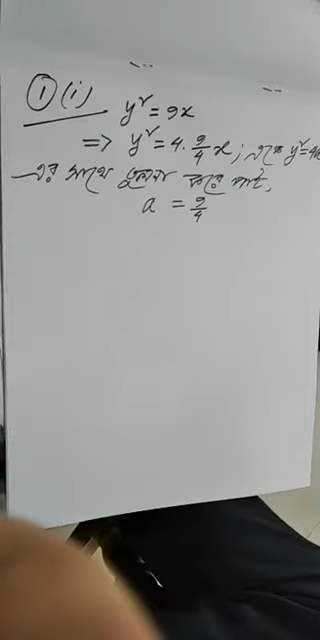 ① (i) y² = 9x
=> y² = 4·9/4 x ; একে y² = 4a
-এর সাথে তুলনা করে পাই,
a = 9/4